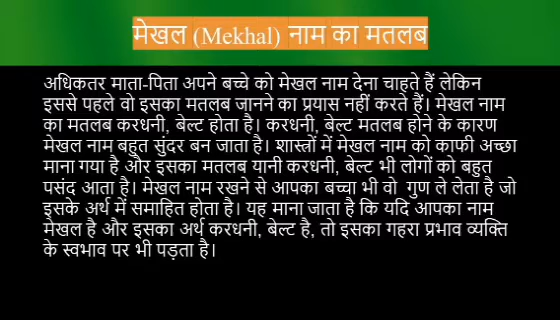 मेखल (Mekhal) नाम का मतलब
अधिकतर माता-पिता अपने बच्चे को मेखल नाम देना चाहते हैं लेकिन
इससे पहले वो इसका मतलब जानने का प्रयास नहीं करते हैं। मेखल नाम
का मतलब करधनी, बेल्ट होता है। करधनी, बेल्ट मतलब होने के कारण
मेखल नाम बहुत सुंदर बन जाता है। शास्त्रों में मेखल नाम को काफी अच्छा
माना गया है और इसका मतलब यानी करधनी, बेल्ट भी लोगों को बहुत
पसंद आता है। मेखल नाम रखने से आपका बच्चा भी वो गुण ले लेता है जो
इसके अर्थ में समाहित होता है। यह माना जाता है कि यदि आपका नाम
मेखल है और इसका अर्थ करधनी, बेल्ट है, तो इसका गहरा प्रभाव व्यक्ति
के स्वभाव पर भी पड़ता है।